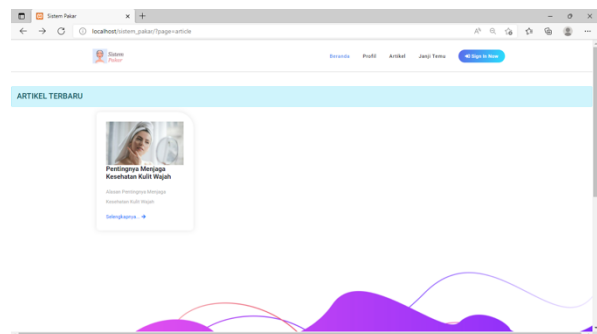 Sistem Pakar
localhost/sistem_pakar/?page=article
Sistem
Pakar
Beranda Profil Artikel Janji Temu Sign In Now
ARTIKEL TERBARU
Pentingnya Menjaga
Kesehatan Kulit Wajah
Alasan Pentingnya Menjaga
Kesehatan Kulit Wajah
Selengkapnya ..